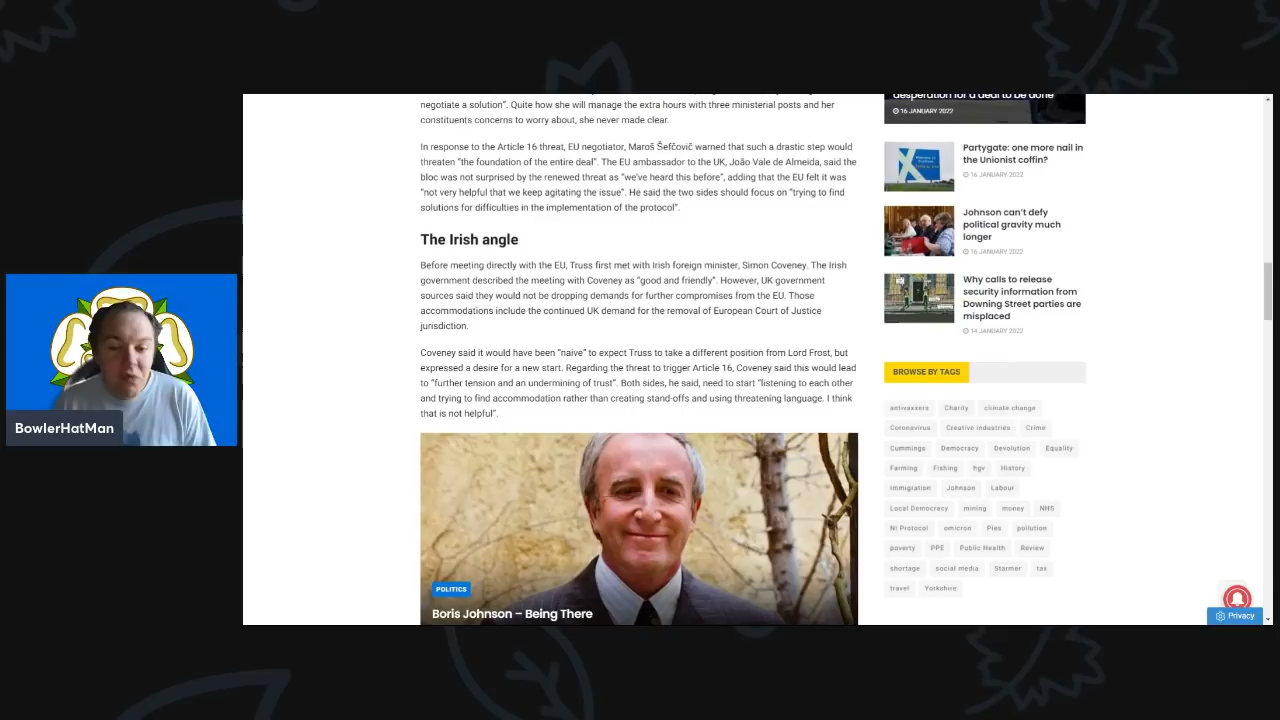 negotiate a solution”. Quite how she will manage the extra hours with three ministerial posts and her
constituents concerns to worry about, she never made clear.
In response to the Article 16 threat, EU negotiator, Maroš Šefčovič warned that such a drastic step would
threaten “the foundation of the entire deal”. The EU ambassador to the UK, João Vale de Almeida, said the
bloc was not surprised by the renewed threat as “we’ve heard this before”, adding that the EU felt it was
“not very helpful that we keep agitating the issue”. He said the two sides should focus on “trying to find
solutions for difficulties in the implementation of the protocol”.
The Irish angle
Before meeting directly with the EU, Truss first met with Irish foreign minister, Simon Coveney. The Irish
government described the meeting with Coveney as “good and friendly”. However, UK government
sources said they would not be dropping demands for further compromises from the EU. Those
accommodations include the continued UK demand for the removal of European Court of Justice
jurisdiction.
Coveney said it would have been “naive” to expect Truss to take a different position from Lord Frost, but
expressed a desire for a new start. Regarding the threat to trigger Article 16, Coveney said this would lead
to “further tension and an undermining of trust”. Both sides, he said, need to start “listening to each other
and trying to find accommodation rather than creating stand-offs and using threatening language. I think
that is not helpful”.
POLITICS
Boris Johnson – Being There
desperation for a deal to be done
16 JANUARY 2022
Partygate: one more nail in
the Unionist coffin?
16 JANUARY 2022
Johnson can’t defy
political gravity much
longer
16 JANUARY 2022
Why calls to release
security information from
Downing Street parties are
misplaced
14 JANUARY 2022
BROWSE BY TAGS
antivaxxers Charity climate change
Coronavirus Creative industries Crime
Cummings Democracy Devolution Equality
Farming Fishing hgv History
Immigration Johnson Labour
Local Democracy mining money NHS
NI Protocol omicron Pies pollution
poverty PPE Public Health Review
shortage social media Starmer tax
travel Yorkshire
Privacy
BowlerHatMan